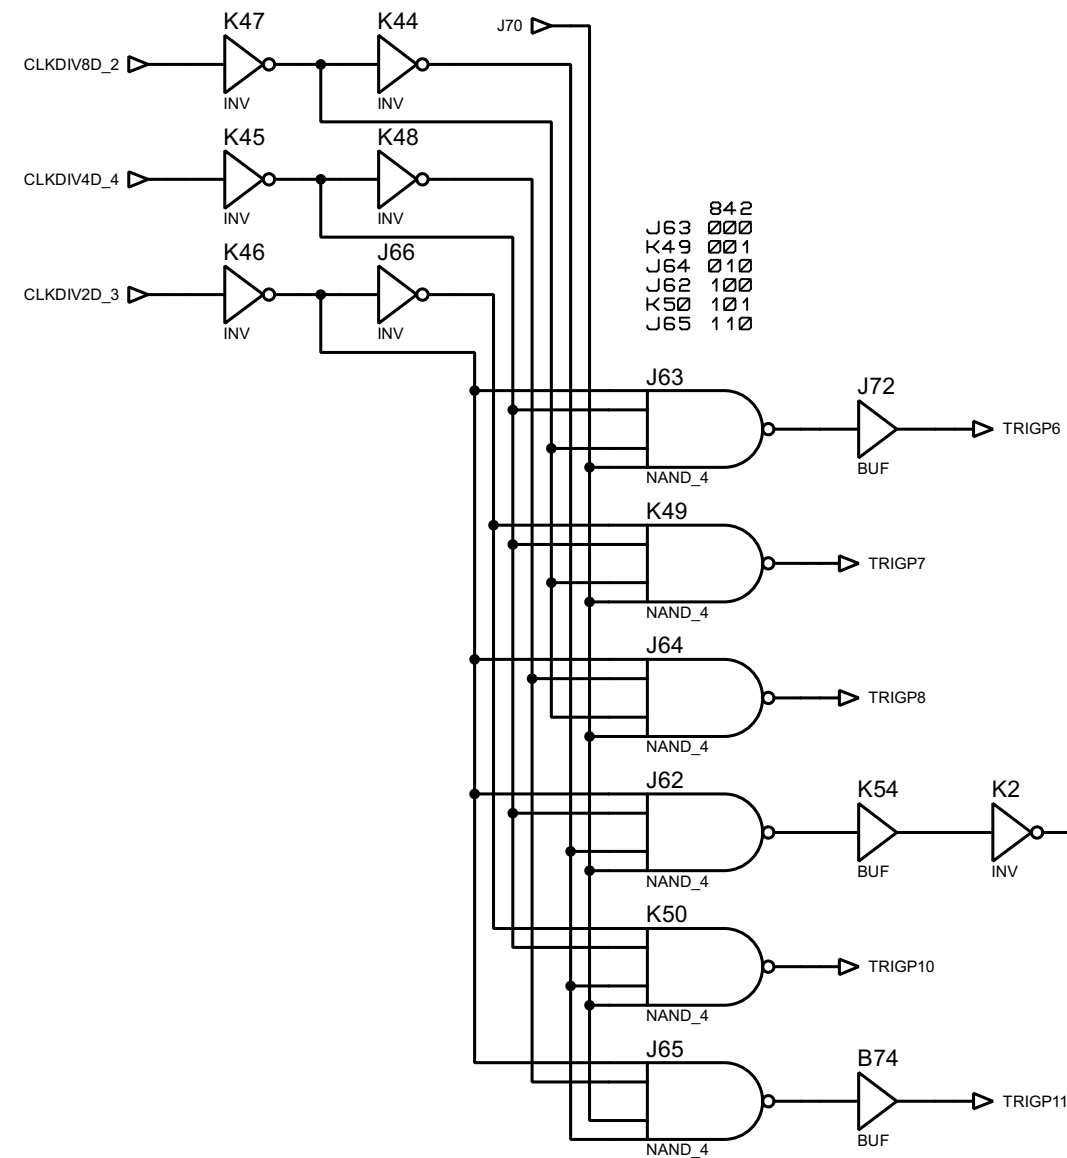 K47
K44
J70
CLKDIV8D_2
INV
INV
K45
K48
CLKDIV4D_4
INV
INV
K46
J66
CLKDIV2D_3
INV
INV
842
J63 000
K49 001
J64 010
J62 100
K50 101
J65 110
J63
J72
TRIGP6
NAND_4
BUF
K49
TRIGP7
NAND_4
J64
TRIGP8
NAND_4
J62
K54
K2
NAND_4
BUF
INV
K50
TRIGP10
NAND_4
J65
B74
TRIGP11
NAND_4
BUF